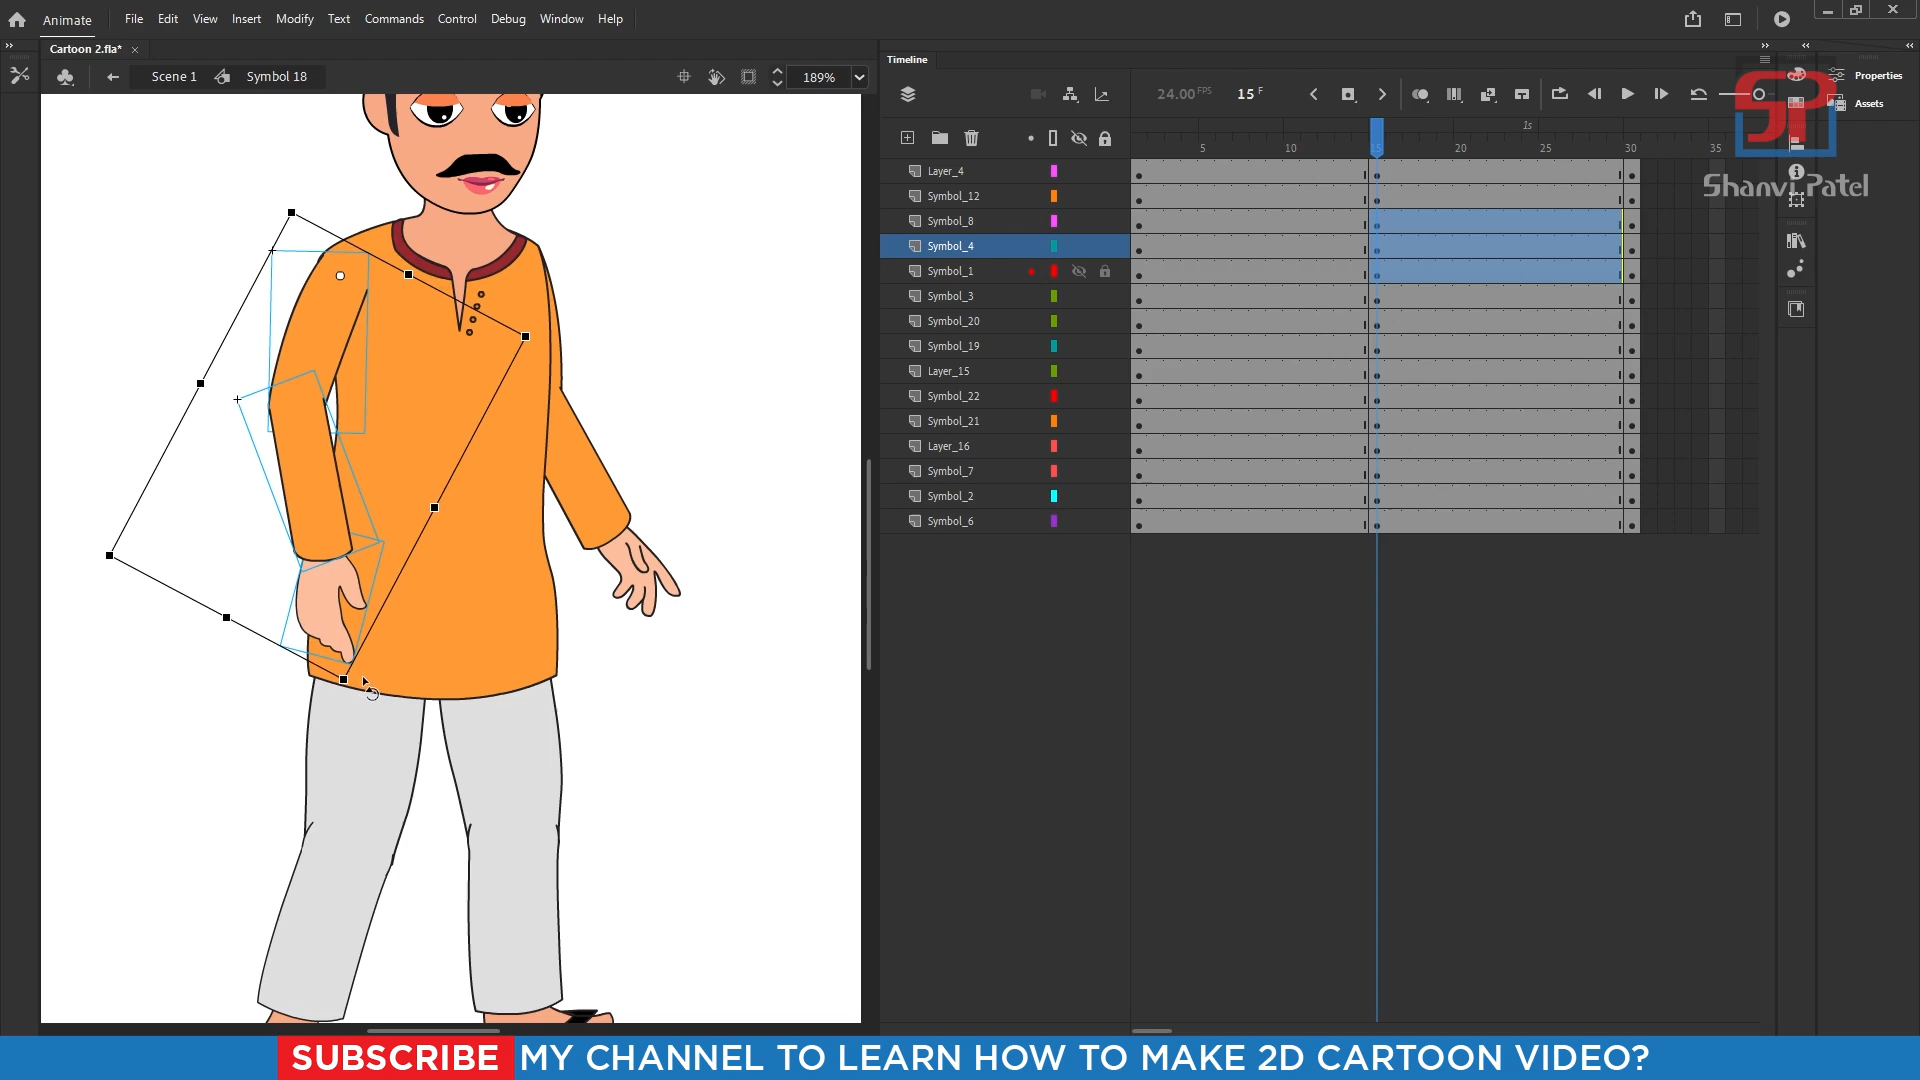 Animate File Edit View Insert Modify Text Commands Control Debug Window Help
Cartoon 2.fla*
Timeline
Scene 1 Symbol 18 189%
Properties
Assets
24.00 FPS 15 F
1s
5 10 15 20 25 30 35
Layer_4
Symbol_12
Symbol_8
Symbol_4
Symbol_1
Symbol_3
Symbol_20
Symbol_19
Layer_15
Symbol_22
Symbol_21
Layer_16
Symbol_7
Symbol_2
Symbol_6
Shanvi Patel
SUBSCRIBE MY CHANNEL TO LEARN HOW TO MAKE 2D CARTOON VIDEO?